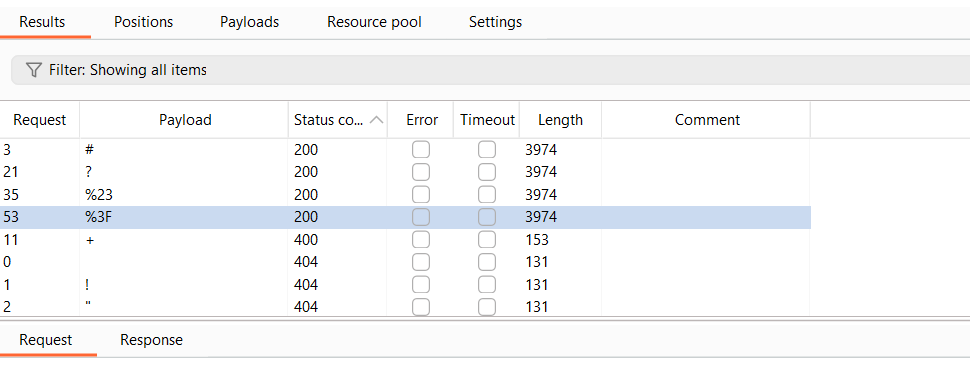 Results Positions Payloads Resource pool Settings
Filter: Showing all items
Request Payload Status co... Error Timeout Length Comment
3 # 200 3974
21 ? 200 3974
35 %23 200 3974
53 %3F 200 3974
11 + 400 153
0 404 131
1 ! 404 131
2 " 404 131
Request Response